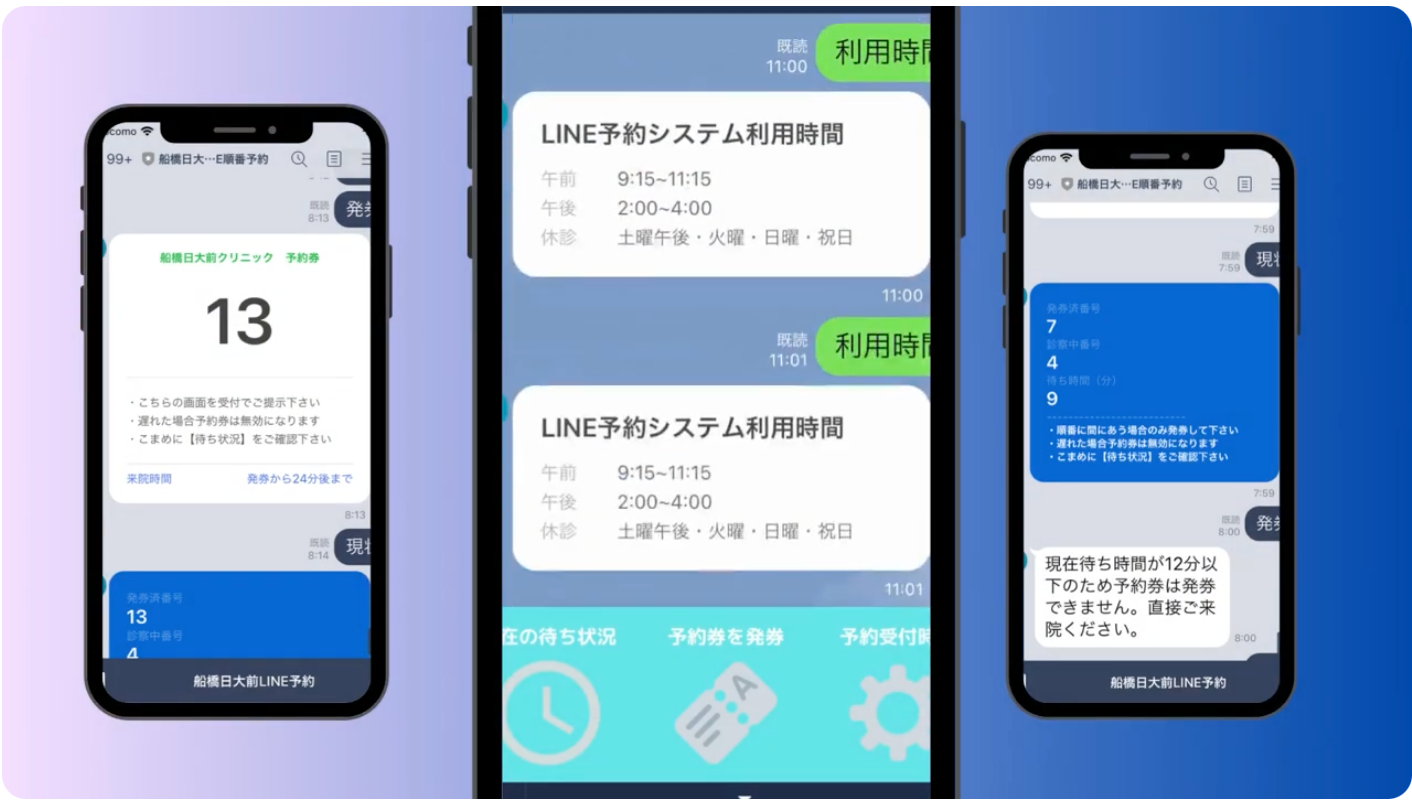 como
99+ 船橋日大…E順番予約
既読
8:13
発
船橋日大前クリニック 予約券
13
・こちらの画面を受付でご提示下さい
・遅れた場合予約券は無効になります
・こまめに【待ち状況】をご確認下さい
来院時間 発券から24分後まで
8:13
既読
8:14
現
発券済番号
13
診察中番号
4
船橋日大前LINE予約
既読
11:00
利用時間
LINE予約システム利用時間
午前 9:15~11:15
午後 2:00~4:00
休診 土曜午後・火曜・日曜・祝日
11:00
既読
11:01
利用時間
LINE予約システム利用時間
午前 9:15~11:15
午後 2:00~4:00
休診 土曜午後・火曜・日曜・祝日
11:01
在の待ち状況 予約券を発券 予約受付時
A
como
99+ 船橋日大…E順番予約
7:59
既読
7:59
現
発券済番号
7
診察中番号
4
待ち時間（分）
9
・順番に間にあう場合のみ発券して下さい
・遅れた場合予約券は無効になります
・こまめに【待ち状況】をご確認下さい
7:59
既読
8:00
発
現在待ち時間が12分以
下のため予約券は発券
できません。直接ご来
院ください。
8:00
船橋日大前LINE予約